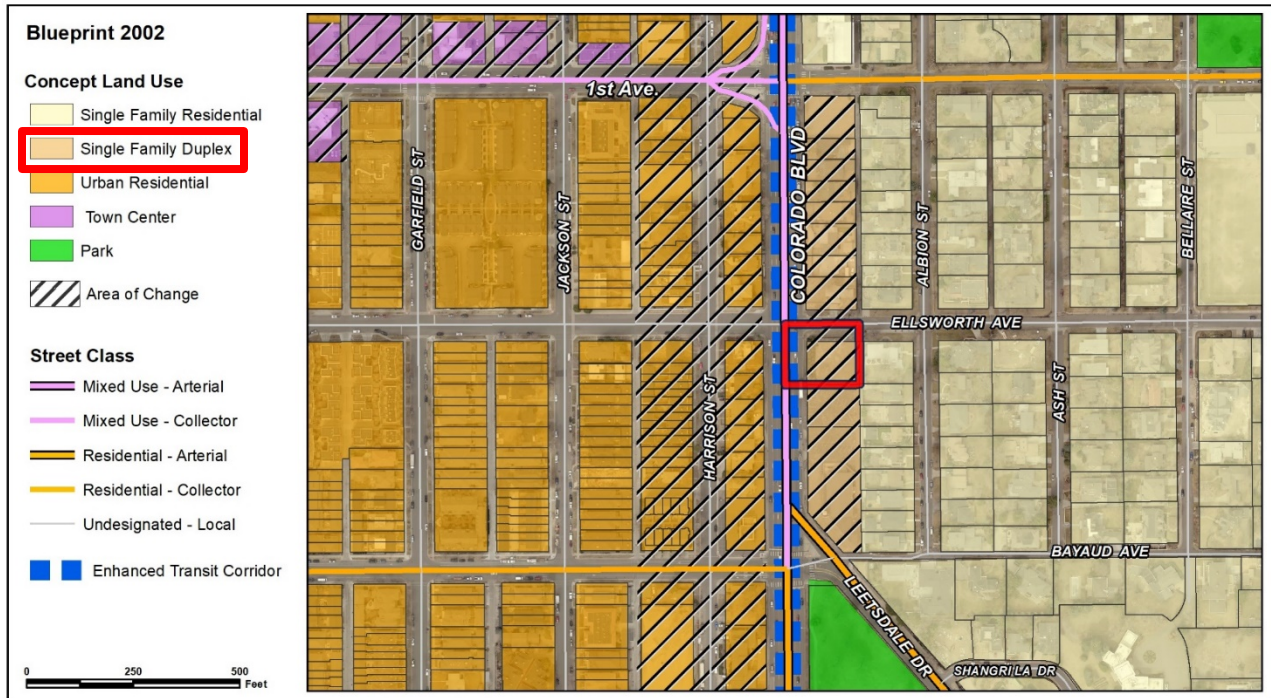 Blueprint 2002
Concept Land Use
Single Family Residential
Single Family Duplex
Urban Residential
Town Center
Park
Area of Change
Street Class
Mixed Use - Arterial
Mixed Use - Collector
Residential - Arterial
Residential - Collector
Undesignated - Local
Enhanced Transit Corridor
0 250 500
Feet
1st Ave.
GARFIELD ST
JACKSON ST
HARRISON ST
COLORADO BLVD
ALBION ST
ASH ST
BELLAIRE ST
ELLSWORTH AVE
BAYAUD AVE
LEETSDALE DR
SHANGRILA DR